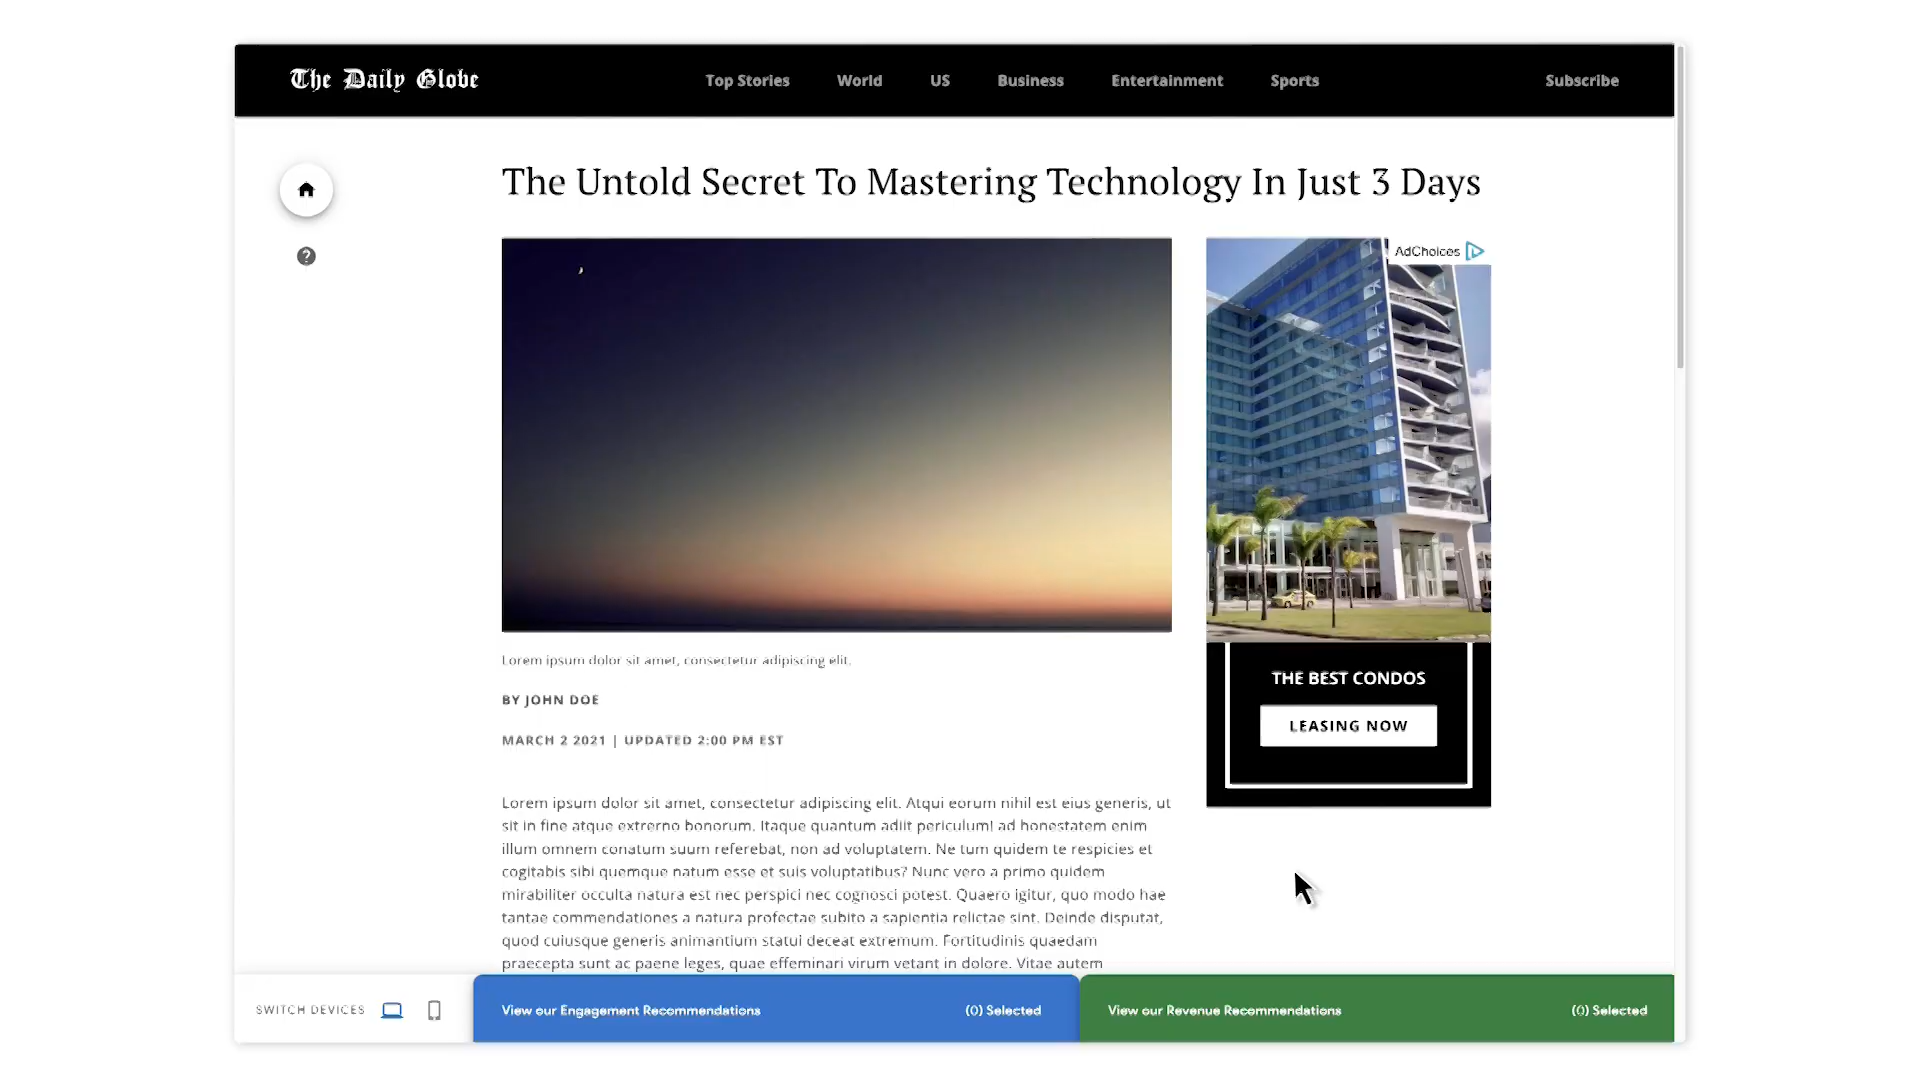 The Daily Globe
Top Stories World US Business Entertainment Sports Subscribe
The Untold Secret To Mastering Technology In Just 3 Days
AdChoices
Lorem ipsum dolor sit amet, consectetur adipiscing elit.
BY JOHN DOE
MARCH 2 2021 | UPDATED 2:00 PM EST
THE BEST CONDOS
LEASING NOW
Lorem ipsum dolor sit amet, consectetur adipiscing elit. Atqui eorum nihil est eius generis, ut
sit in fine atque extrerno bonorum. Itaque quantum adiit periculum! ad honestatem enim
illum omnem conatum suum referebat, non ad voluptatem. Ne tum quidem te respicies et
cogitabis sibi quemque natum esse et suis voluptatibus? Nunc vero a primo quidem
mirabiliter occulta natura est nec perspici nec cognosci potest. Quaero igitur, quo modo hae
tantae commendationes a natura profectae subito a sapientia relictae sint. Deinde disputat,
quod cuiusque generis animantium statui deceat extremum. Fortitudinis quaedam
praecepta sunt ac paene leges, quae effeminari virum vetant in dolore. Vitae autem
SWITCH DEVICES
View our Engagement Recommendations (0) Selected
View our Revenue Recommendations (0) Selected